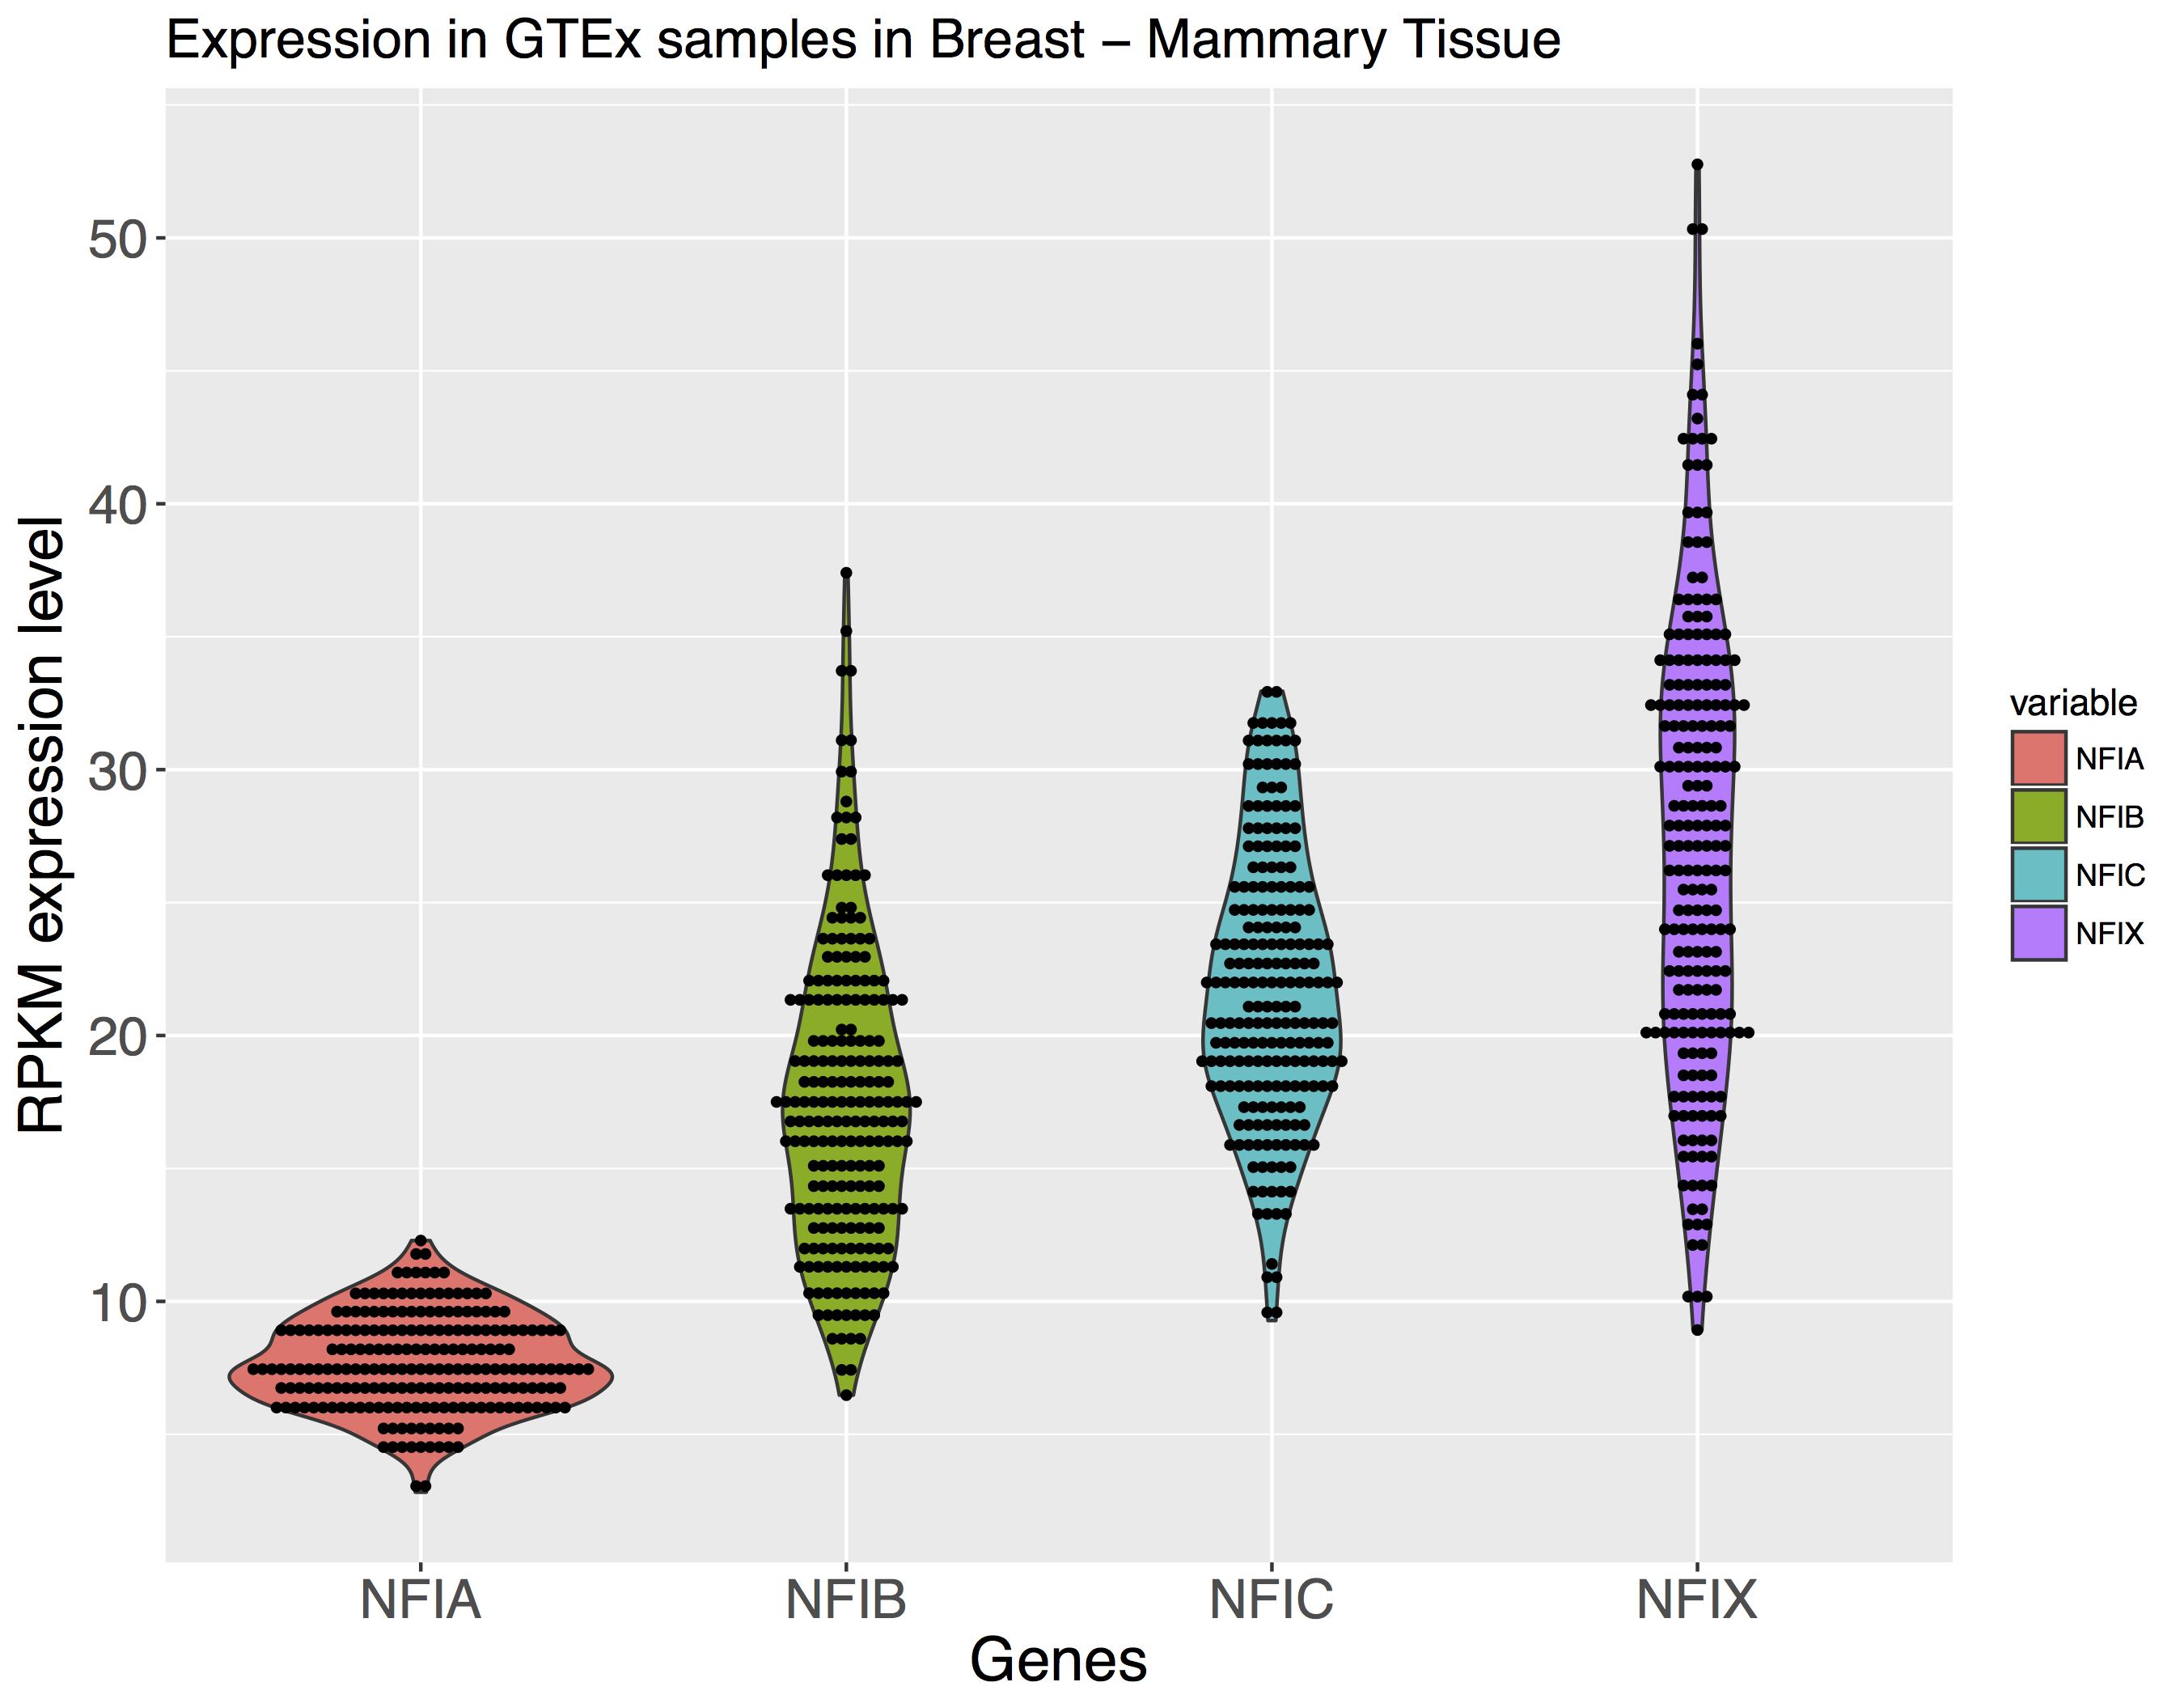 Expression in GTEx samples in Breast – Mammary Tissue
RPKM expression level
50
40
30
20
10
NFIA
NFIB
NFIC
NFIX
Genes
variable
NFIA
NFIB
NFIC
NFIX